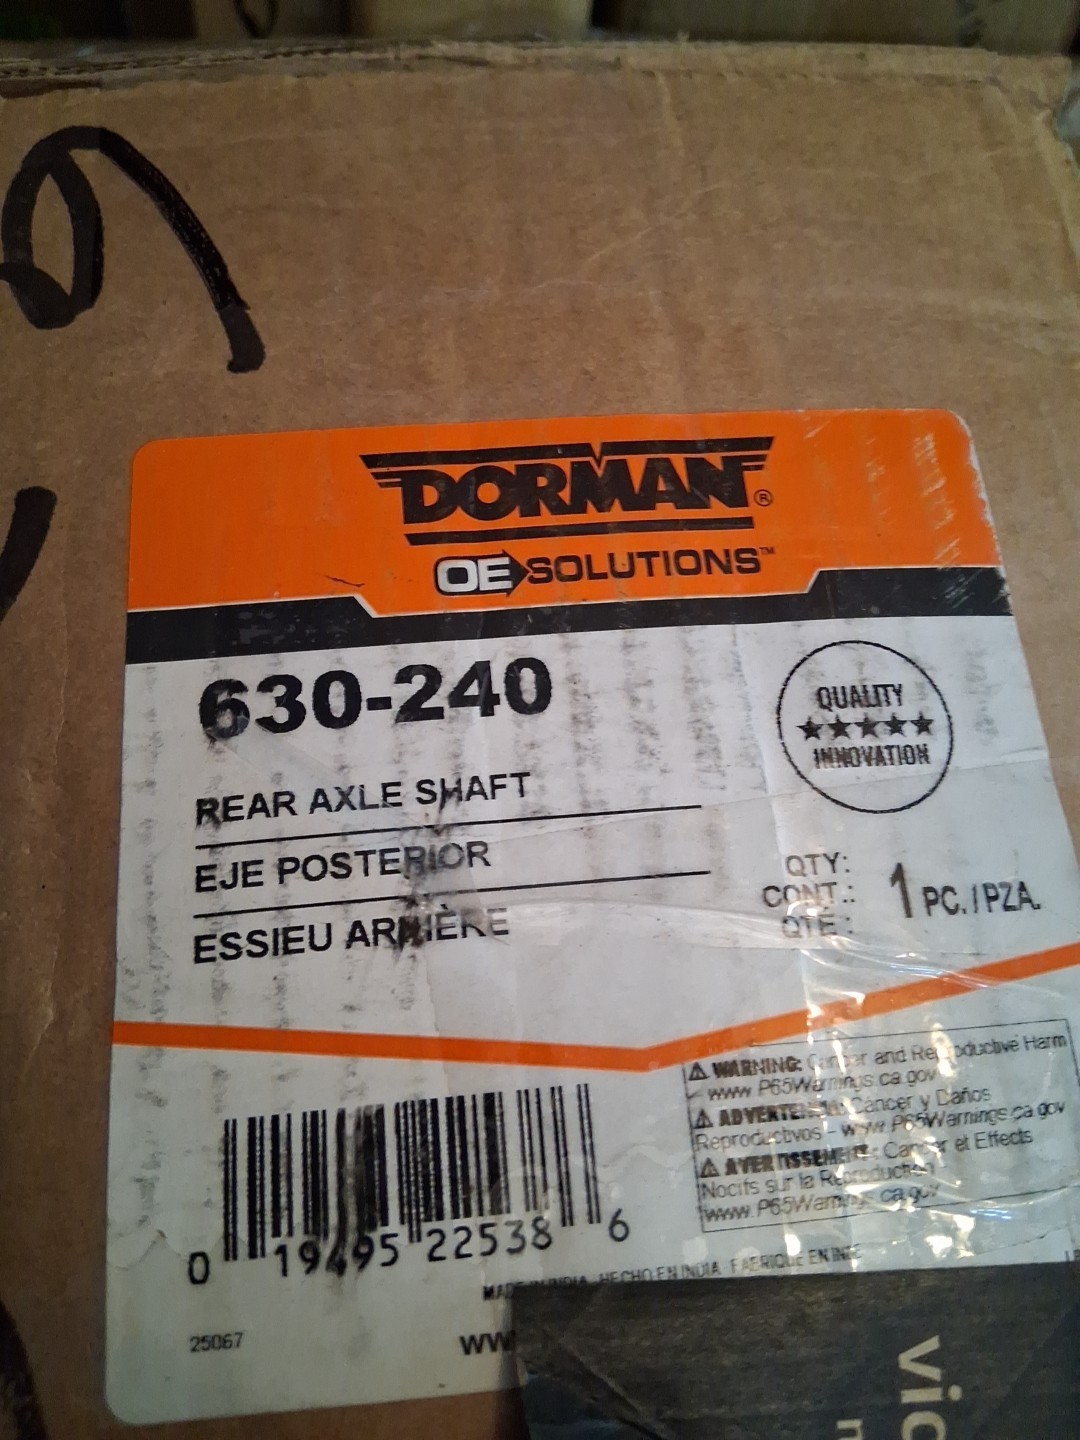 DORMAN®
OE SOLUTIONS™
630-240
QUALITY
★★★★★
INNOVATION
REAR AXLE SHAFT
EJE POSTERIOR
ESSIEU ARRIÈRE
QTY:
CONT.: 1 PC./PZA.
QTÉ :
⚠ WARNING: Cancer and Reproductive Harm
- www.P65Warnings.ca.gov
⚠ ADVERTENCIA: Cáncer y Daños
Reproductivos - www.P65Warnings.ca.gov
⚠ AVERTISSEMENT: Cancer et Effects
Nocifs sur la Reproduction -
www.P65Warnings.ca.gov
0 19495 22538 6
MADE IN INDIA HECHO EN INDIA FABRIQUE EN INDE
25067